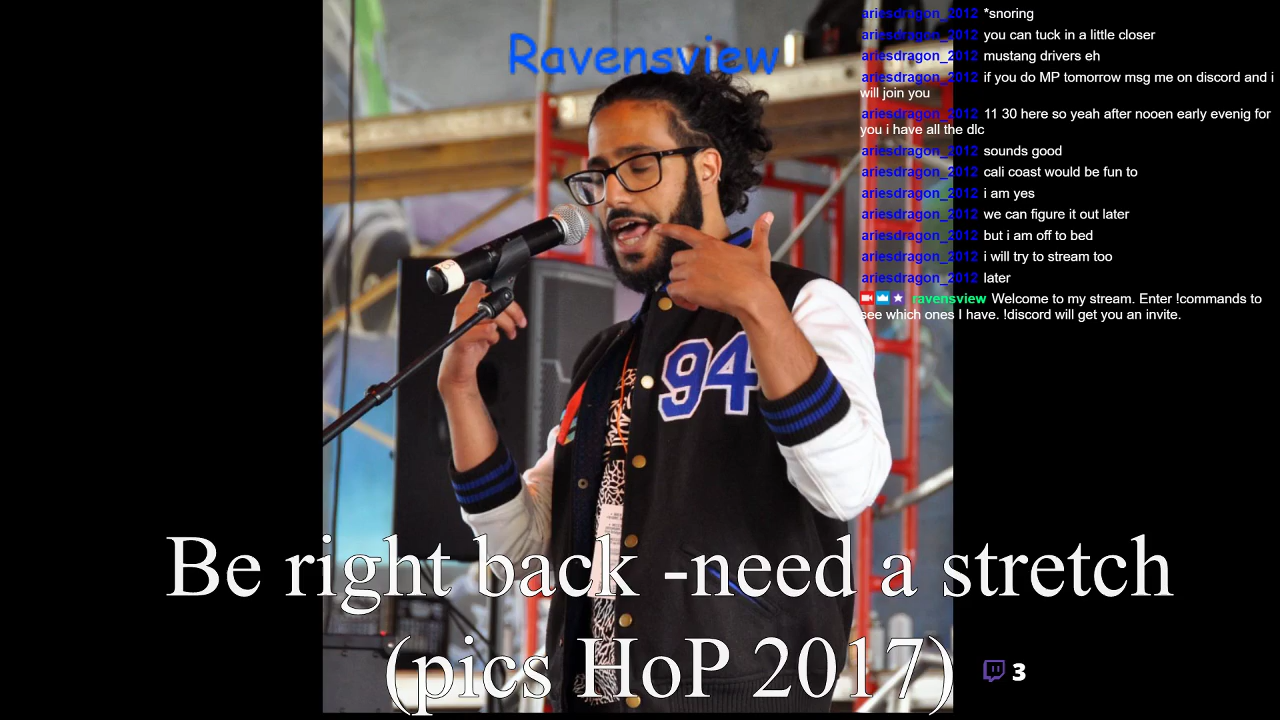 Ravensview
ariesdragon_2012 *snoring
ariesdragon_2012 you can tuck in a little closer
ariesdragon_2012 mustang drivers eh
ariesdragon_2012 if you do MP tomorrow msg me on discord and i
will join you
ariesdragon_2012 11 30 here so yeah after nooen early evenig for
you i have all the dlc
ariesdragon_2012 sounds good
ariesdragon_2012 cali coast would be fun to
ariesdragon_2012 i am yes
ariesdragon_2012 we can figure it out later
ariesdragon_2012 but i am off to bed
ariesdragon_2012 i will try to stream too
ariesdragon_2012 later
ravensview Welcome to my stream. Enter !commands to
see which ones I have. !discord will get you an invite.
94
Be right back -need a stretch
(pics HoP 2017)
3